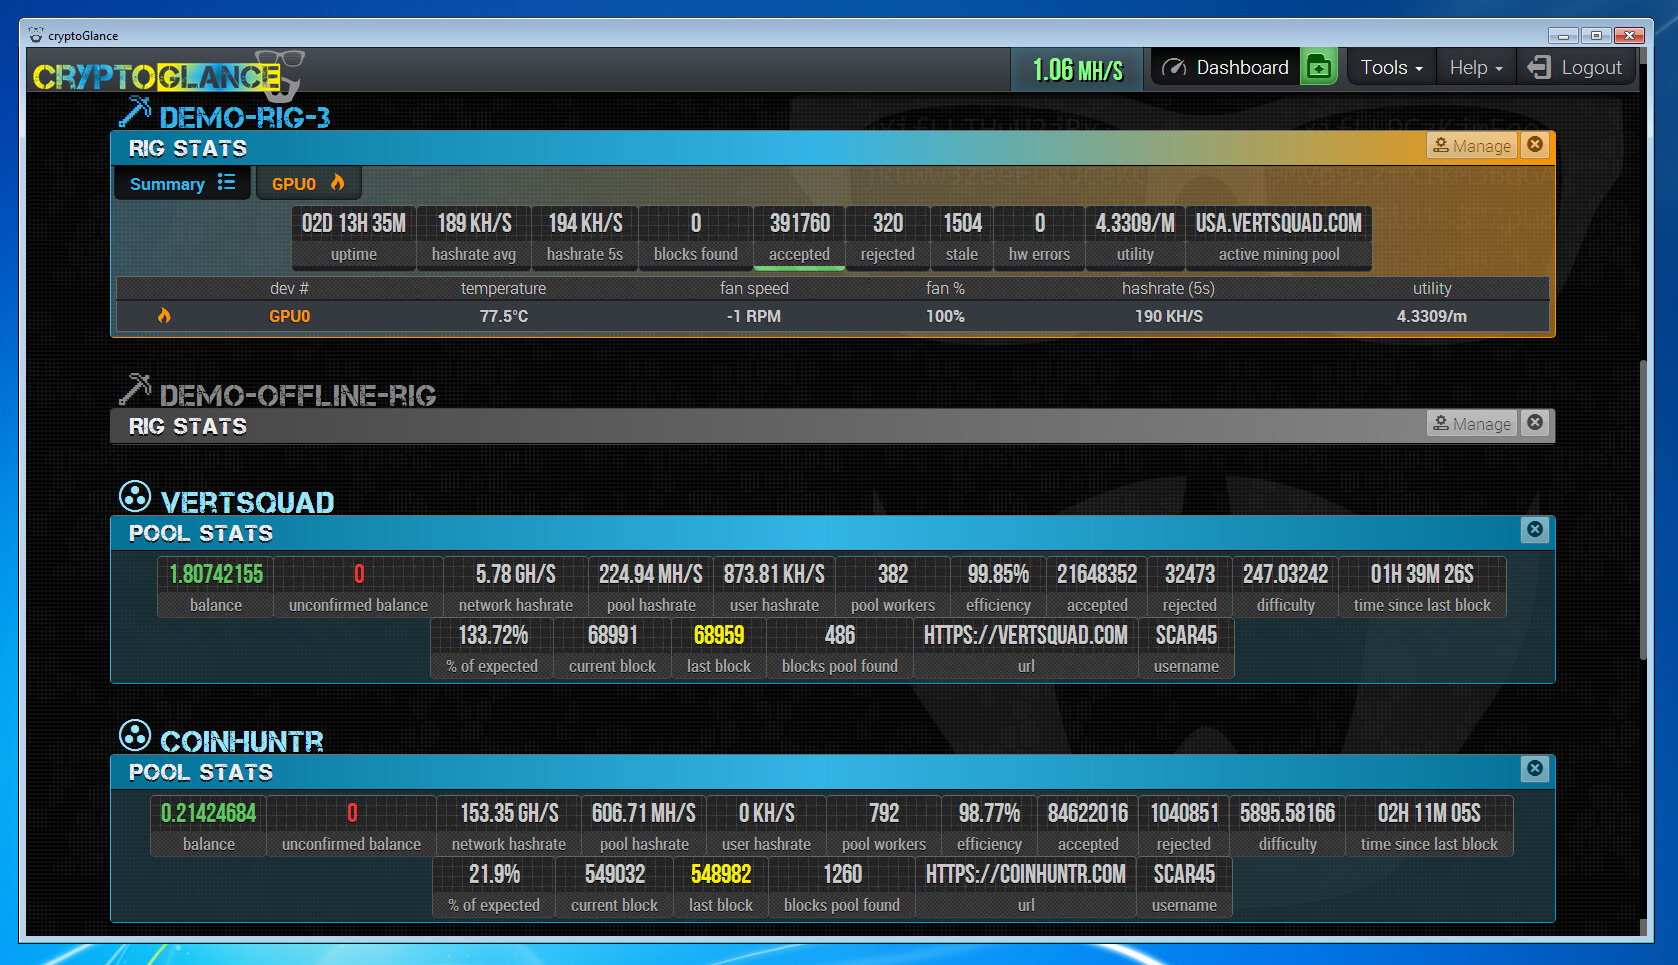 cryptoGlance
CRYPTOGLANCE
1.06 MH/S
Dashboard
Tools
Help
Logout
DEMO-RIG-3
RIG STATS
Manage
Summary
GPU0
02D 13H 35M 189 KH/S 194 KH/S 0 391760 320 1504 0 4.3309/M USA.VERTSQUAD.COM
uptime hashrate avg hashrate 5s blocks found accepted rejected stale hw errors utility active mining pool
dev # temperature fan speed fan % hashrate (5s) utility
GPU0 77.5°C -1 RPM 100% 190 KH/S 4.3309/m
DEMO-OFFLINE-RIG
RIG STATS
Manage
VERTSQUAD
POOL STATS
1.80742155 0 5.78 GH/S 224.94 MH/S 873.81 KH/S 382 99.85% 21648352 32473 247.03242 01H 39M 26S
balance unconfirmed balance network hashrate pool hashrate user hashrate pool workers efficiency accepted rejected difficulty time since last block
133.72% 68991 68959 486 HTTPS://VERTSQUAD.COM SCAR45
% of expected current block last block blocks pool found url username
COINHUNTR
POOL STATS
0.21424684 0 153.35 GH/S 606.71 MH/S 0 KH/S 792 98.77% 84622016 1040851 5895.58166 02H 11M 05S
balance unconfirmed balance network hashrate pool hashrate user hashrate pool workers efficiency accepted rejected difficulty time since last block
21.9% 549032 548982 1260 HTTPS://COINHUNTR.COM SCAR45
% of expected current block last block blocks pool found url username